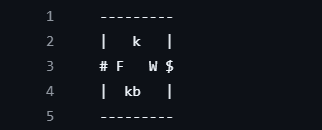 1    ---------
2    |   k   |
3    # F   W $
4    |  kb   |
5    ---------